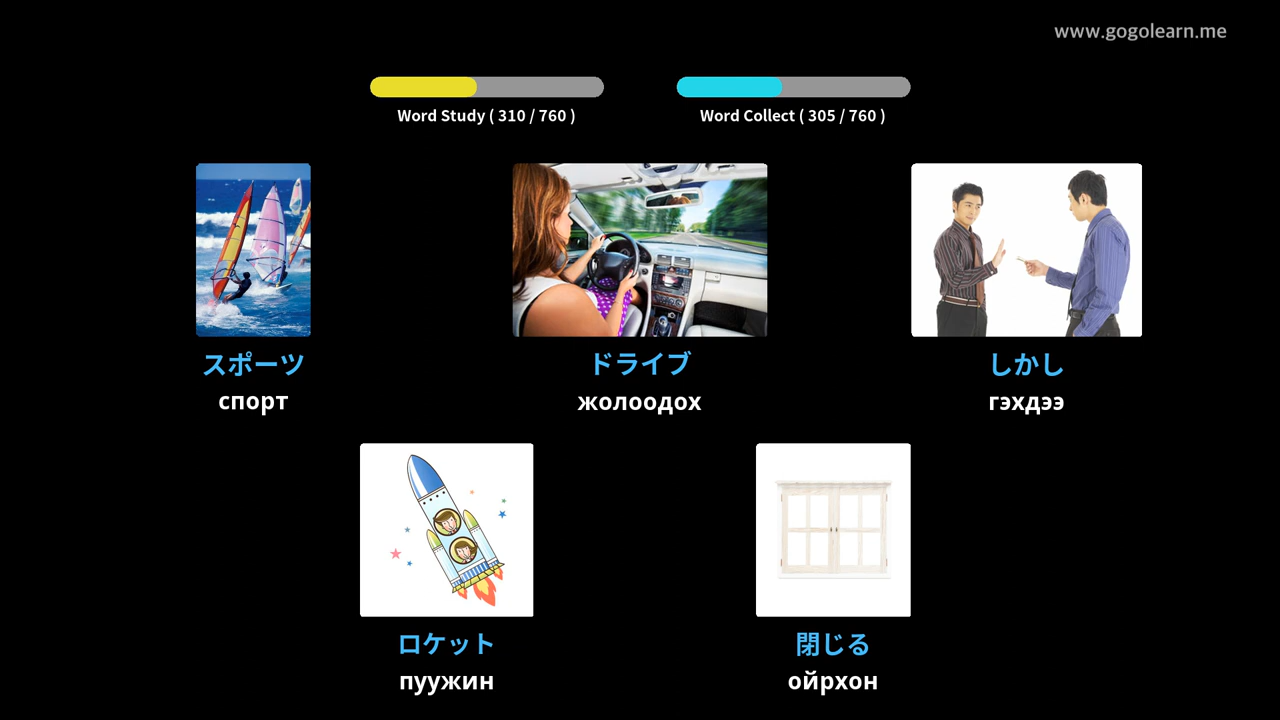 www.gogolearn.me
Word Study ( 310 / 760 )
Word Collect ( 305 / 760 )
スポーツ
спорт
ドライブ
жолоодох
しかし
гэхдээ
ロケット
пуужин
閉じる
ойрхон